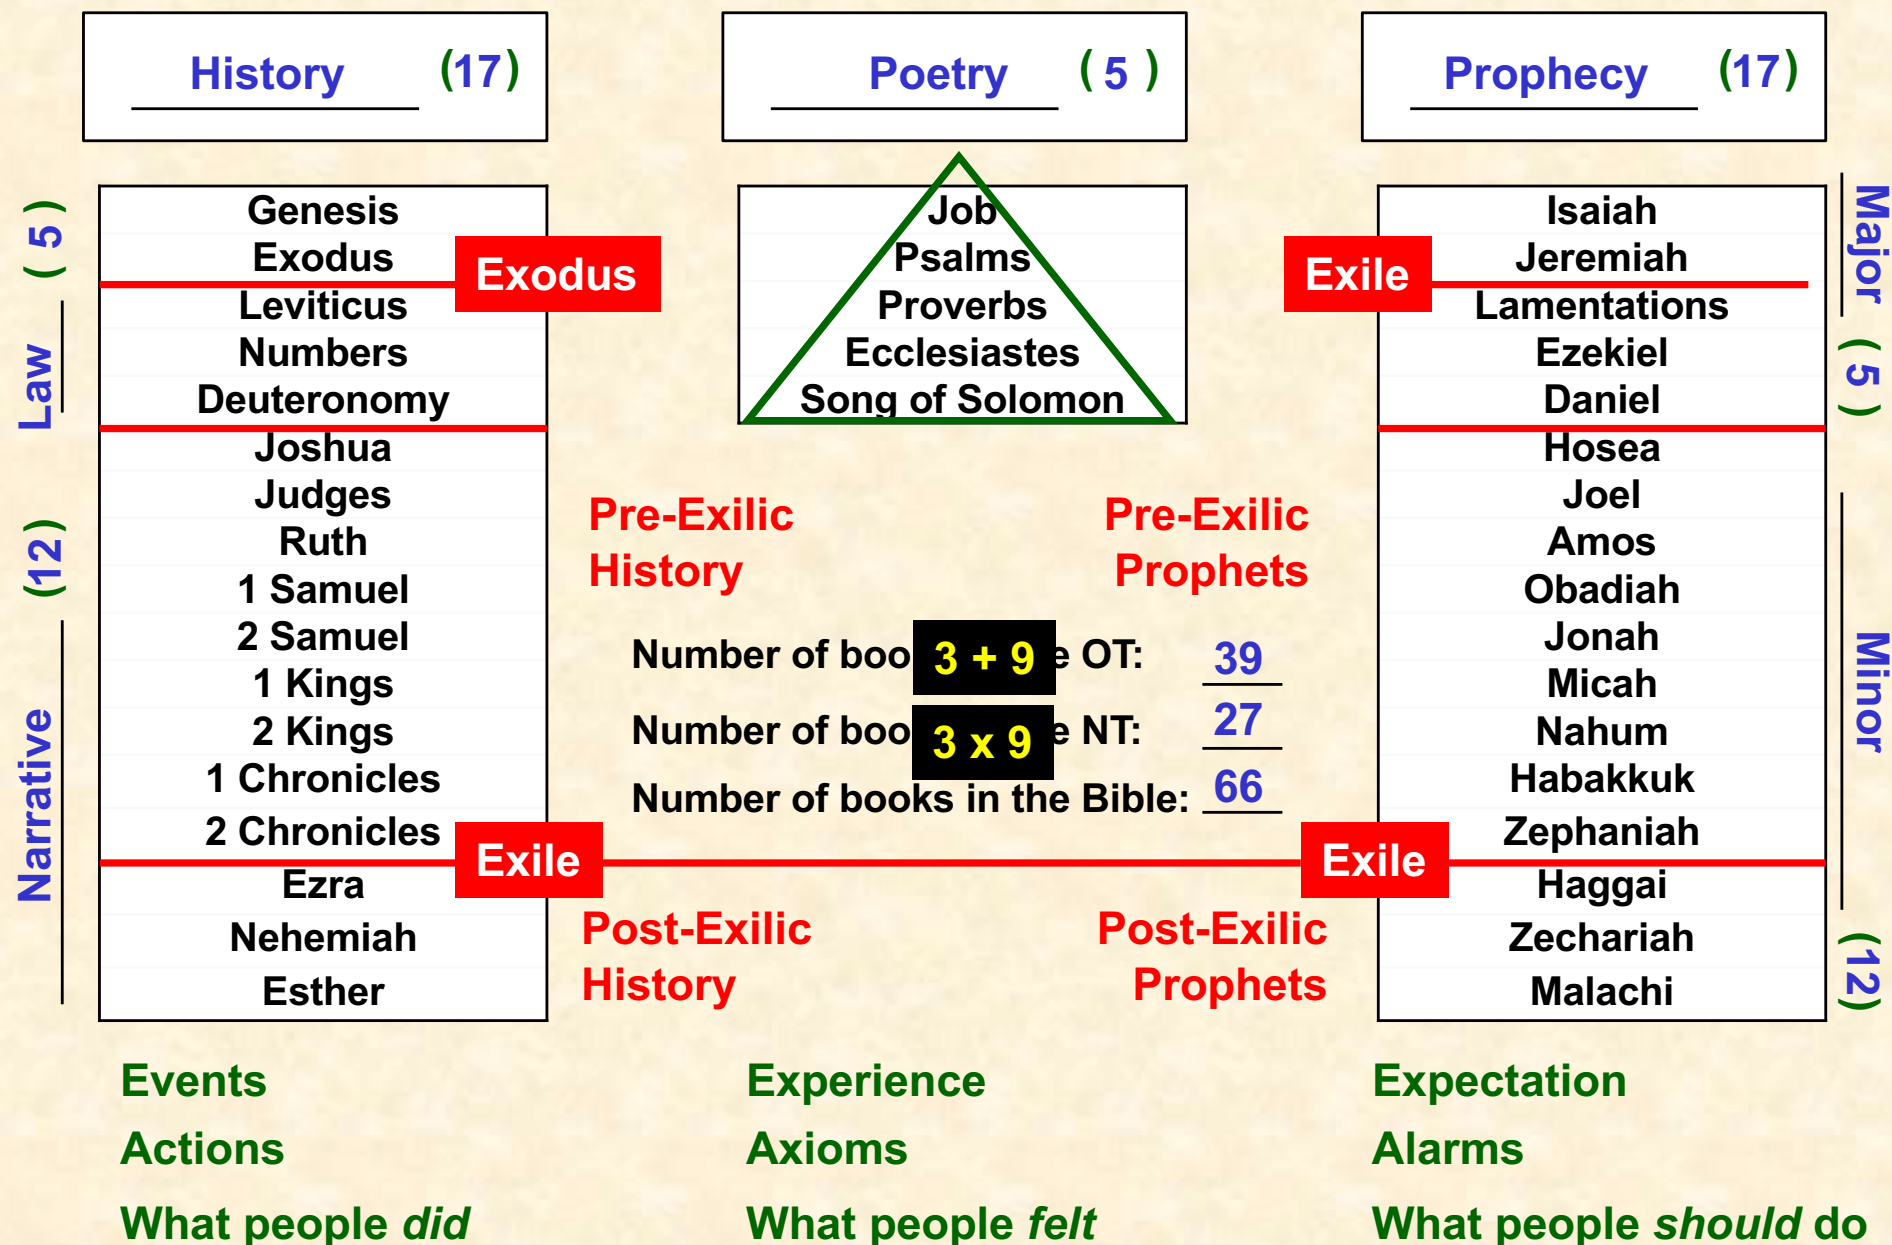 History (17)
Poetry ( 5 )
Prophecy (17)
Law ( 5 )
Narrative (12)
Genesis
Exodus
Leviticus
Numbers
Deuteronomy
Joshua
Judges
Ruth
1 Samuel
2 Samuel
1 Kings
2 Kings
1 Chronicles
2 Chronicles
Ezra
Nehemiah
Esther
Exodus
Exile
Job
Psalms
Proverbs
Ecclesiastes
Song of Solomon
Pre-Exilic
History
Pre-Exilic
Prophets
Number of boo 3 + 9 e OT: 39
Number of boo 3 x 9 e NT: 27
Number of books in the Bible: 66
Post-Exilic
History
Post-Exilic
Prophets
Exile
Exile
Isaiah
Jeremiah
Lamentations
Ezekiel
Daniel
Hosea
Joel
Amos
Obadiah
Jonah
Micah
Nahum
Habakkuk
Zephaniah
Haggai
Zechariah
Malachi
Major ( 5 )
Minor (12)
Events
Actions
What people did
Experience
Axioms
What people felt
Expectation
Alarms
What people should do